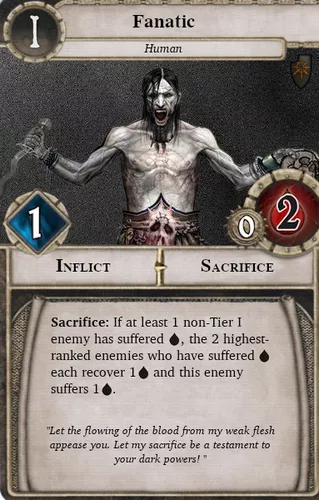 I
Fanatic
Human
1
0
2
INFLICT
SACRIFICE
Sacrifice: If at least 1 non-Tier I
enemy has suffered , the 2 highest-
ranked enemies who have suffered
each recover 1 and this enemy
suffers 1.
"Let the flowing of the blood from my weak flesh
appease you. Let my sacrifice be a testament to
your dark powers! "